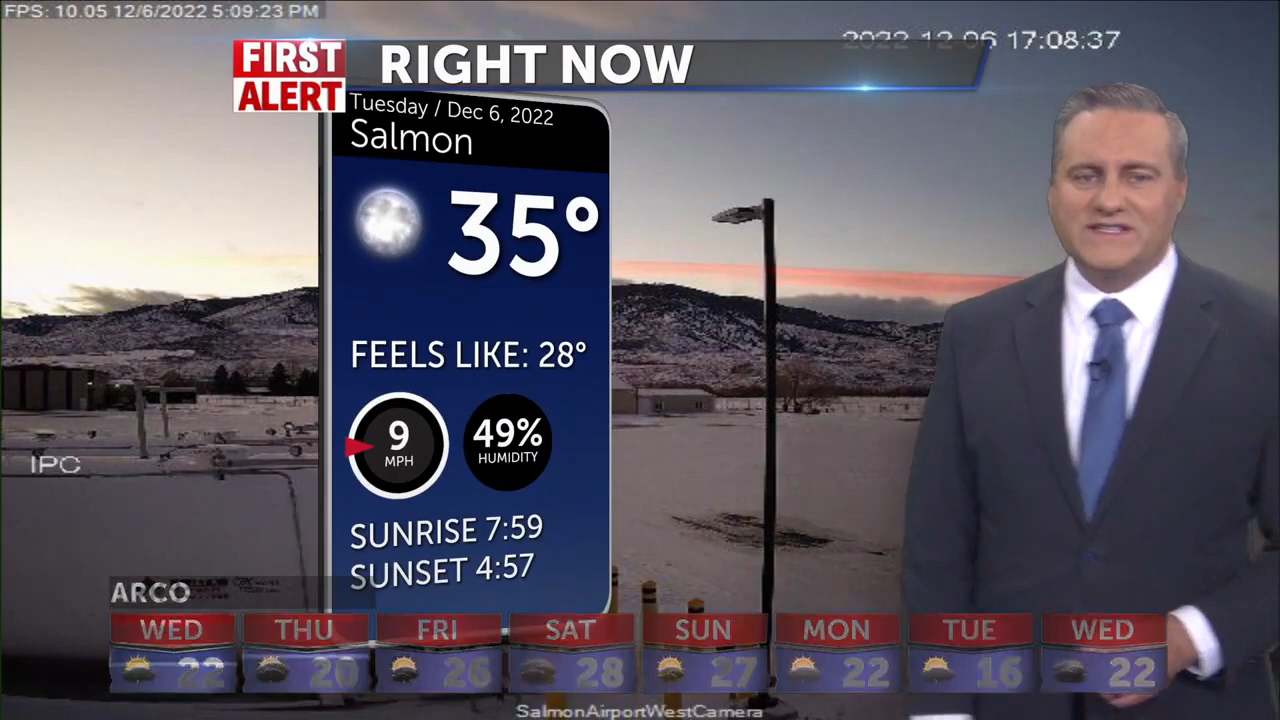 FPS: 10.05 12/6/2022 5:09:23 PM
2022-12-06 17:08:37
FIRST
ALERT
RIGHT NOW
Tuesday / Dec 6, 2022
Salmon
35°
FEELS LIKE: 28°
9
MPH
49%
HUMIDITY
IPC
SUNRISE 7:59
SUNSET 4:57
ARCO
WED THU FRI SAT SUN MON TUE WED
22 20 26 28 27 22 16 22
SalmonAirportWestCamera